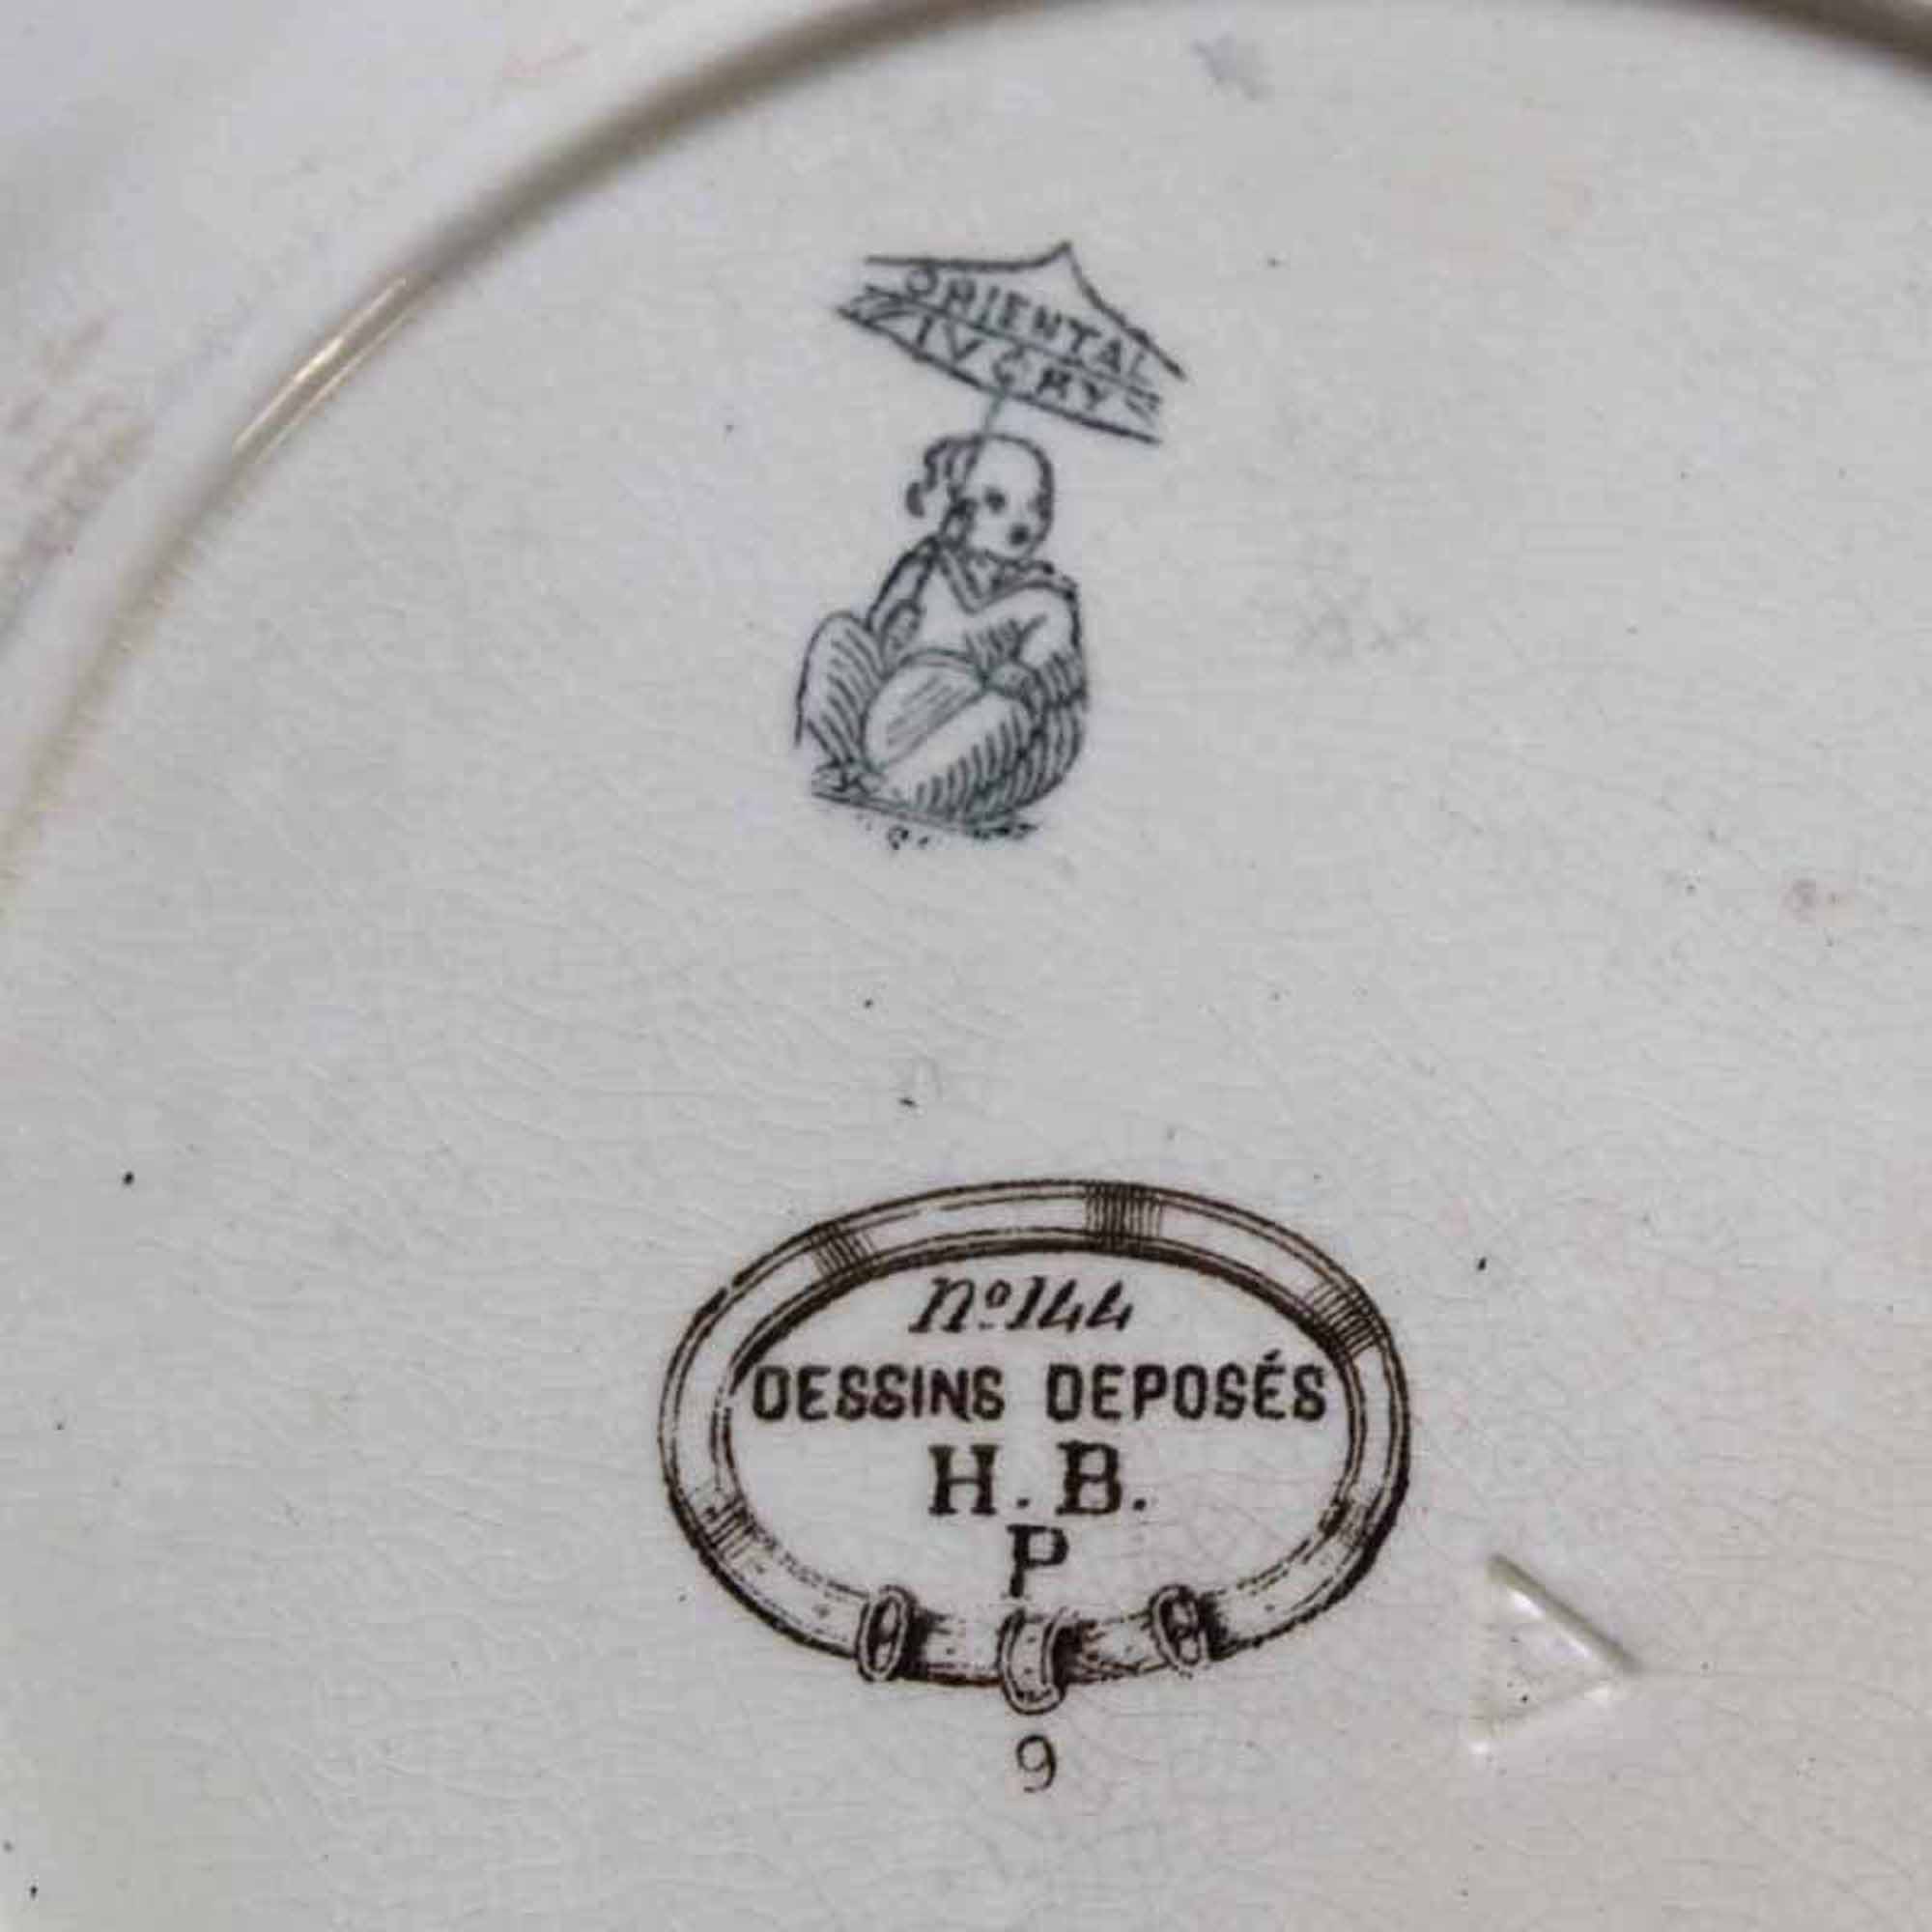 ORIENTAL
IVORY
Nº 144
DESSINS DEPOSÉS
H. B.
P
9